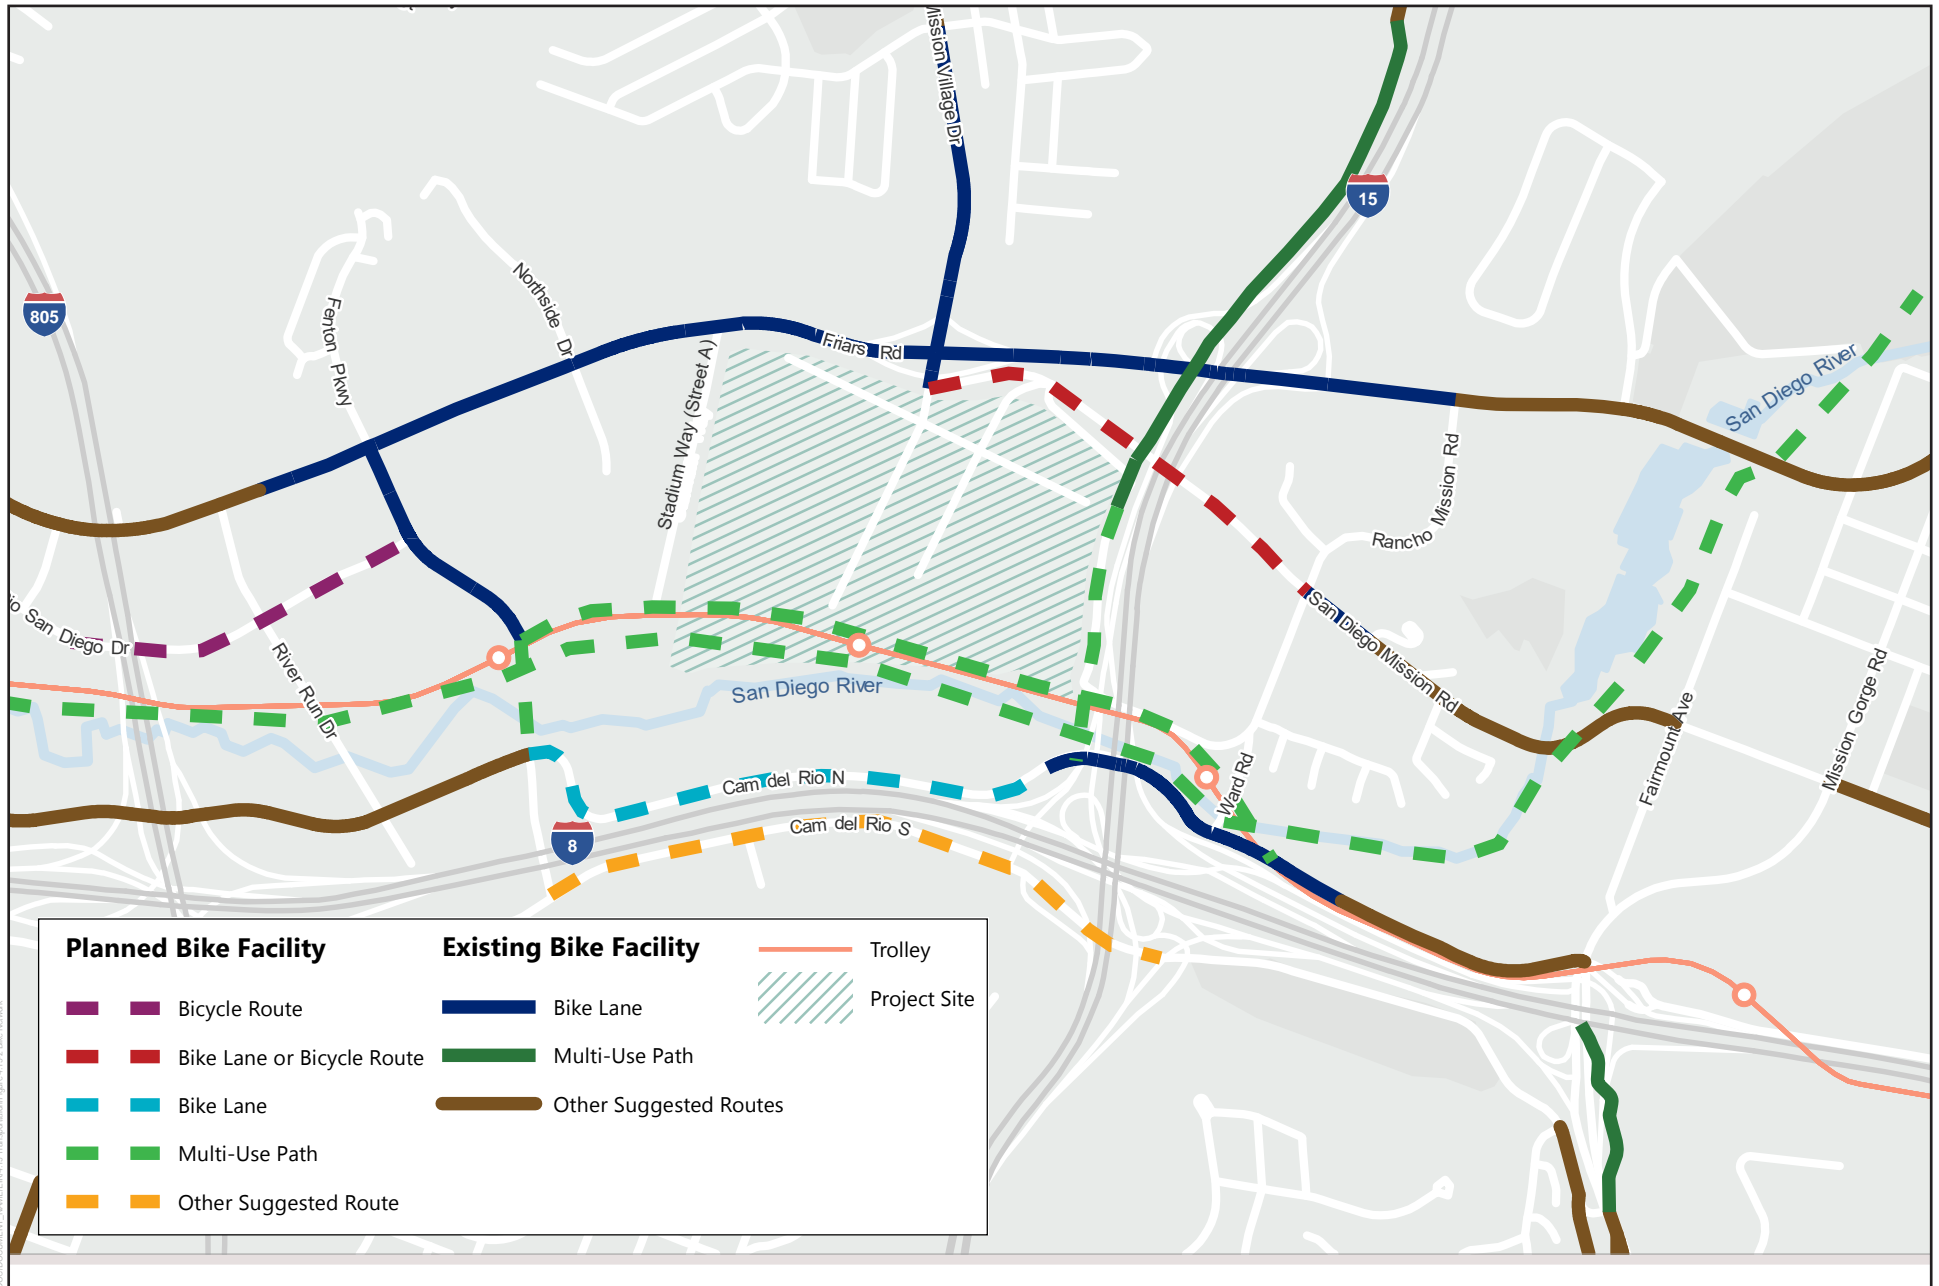 Mission Village Dr
15
805
Fenton Pkwy
Northside Dr
Friars Rd
Stadium Way (Street A)
San Diego River
Rancho Mission Rd
io San Diego Dr
River Run Dr
San Diego Mission Rd
San Diego River
Fairmount Ave
Mission Gorge Rd
Ward Rd
Cam del Rio N
Cam del Rio S
8
Planned Bike Facility
Bicycle Route
Bike Lane or Bicycle Route
Bike Lane
Multi-Use Path
Other Suggested Route
Existing Bike Facility
Bike Lane
Multi-Use Path
Other Suggested Routes
Trolley
Project Site